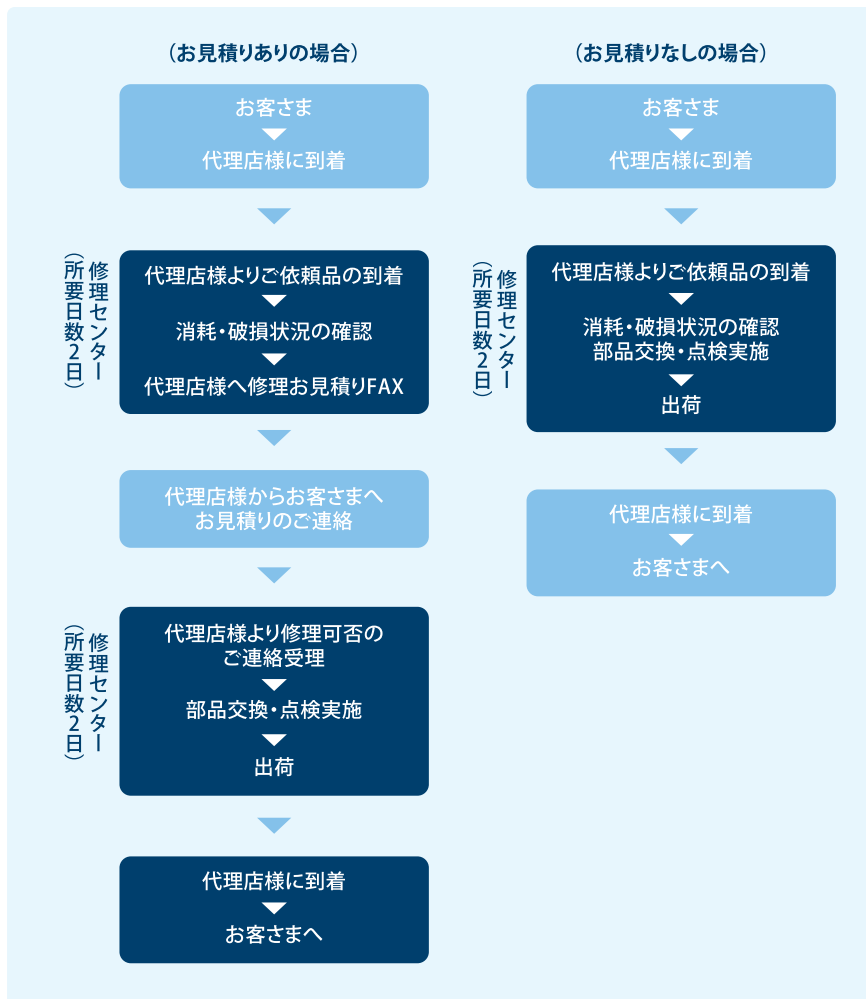 （お見積りありの場合）
お客さま
代理店様に到着
修理センター
（所要日数2日）
代理店様よりご依頼品の到着
消耗・破損状況の確認
代理店様へ修理お見積りFAX
代理店様からお客さまへ
お見積りのご連絡
修理センター
（所要日数2日）
代理店様より修理可否の
ご連絡受理
部品交換・点検実施
出荷
代理店様に到着
お客さまへ
（お見積りなしの場合）
お客さま
代理店様に到着
修理センター
（所要日数2日）
代理店様よりご依頼品の到着
消耗・破損状況の確認
部品交換・点検実施
出荷
代理店様に到着
お客さまへ